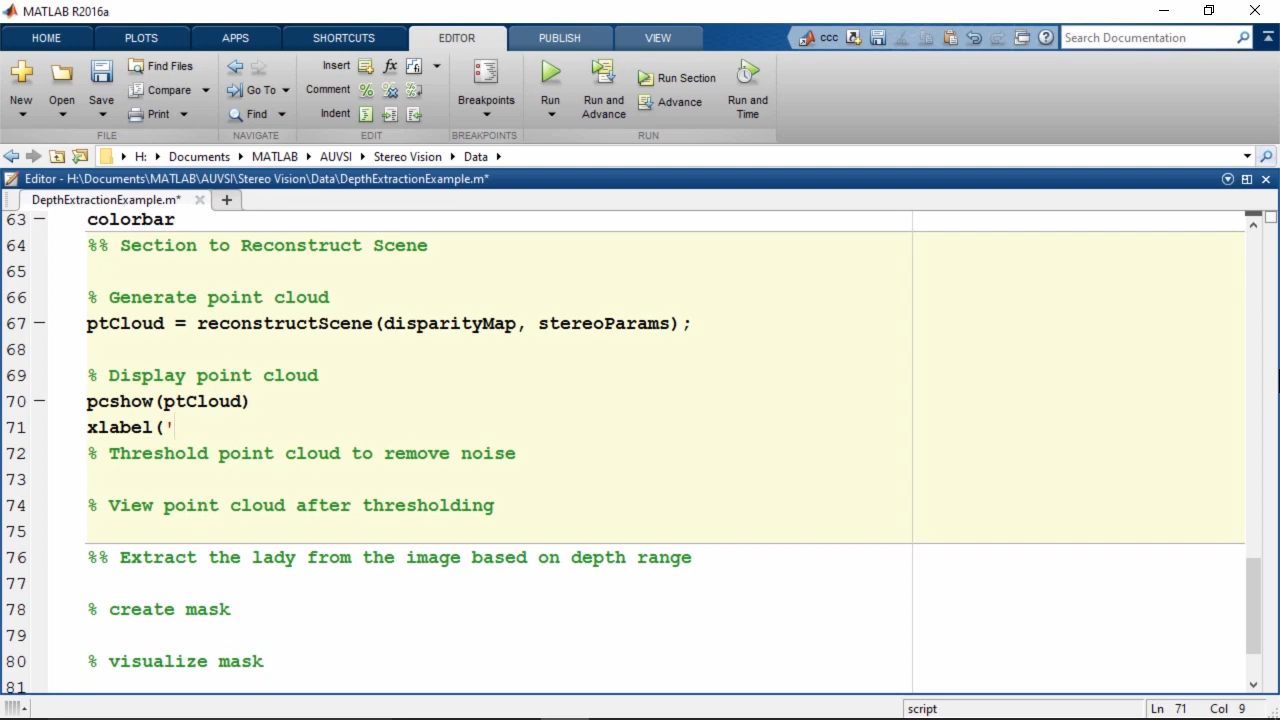 MATLAB R2016a
HOME PLOTS APPS SHORTCUTS EDITOR PUBLISH VIEW ccc Search Documentation
New Open Save Find Files Compare Print
Go To Find
Insert fx Comment Indent
Breakpoints Run Run and Advance Run Section Advance Run and Time
FILE NAVIGATE EDIT BREAKPOINTS RUN
H: Documents MATLAB AUVSI Stereo Vision Data
Editor - H:\Documents\MATLAB\AUVSI\Stereo Vision\Data\DepthExtractionExample.m*
DepthExtractionExample.m*
63 colorbar
64 %% Section to Reconstruct Scene
65
66 % Generate point cloud
67 ptCloud = reconstructScene(disparityMap, stereoParams);
68
69 % Display point cloud
70 pcshow(ptCloud)
71 xlabel('
72 % Threshold point cloud to remove noise
73
74 % View point cloud after thresholding
75
76 %% Extract the lady from the image based on depth range
77
78 % create mask
79
80 % visualize mask
81
script Ln 71 Col 9